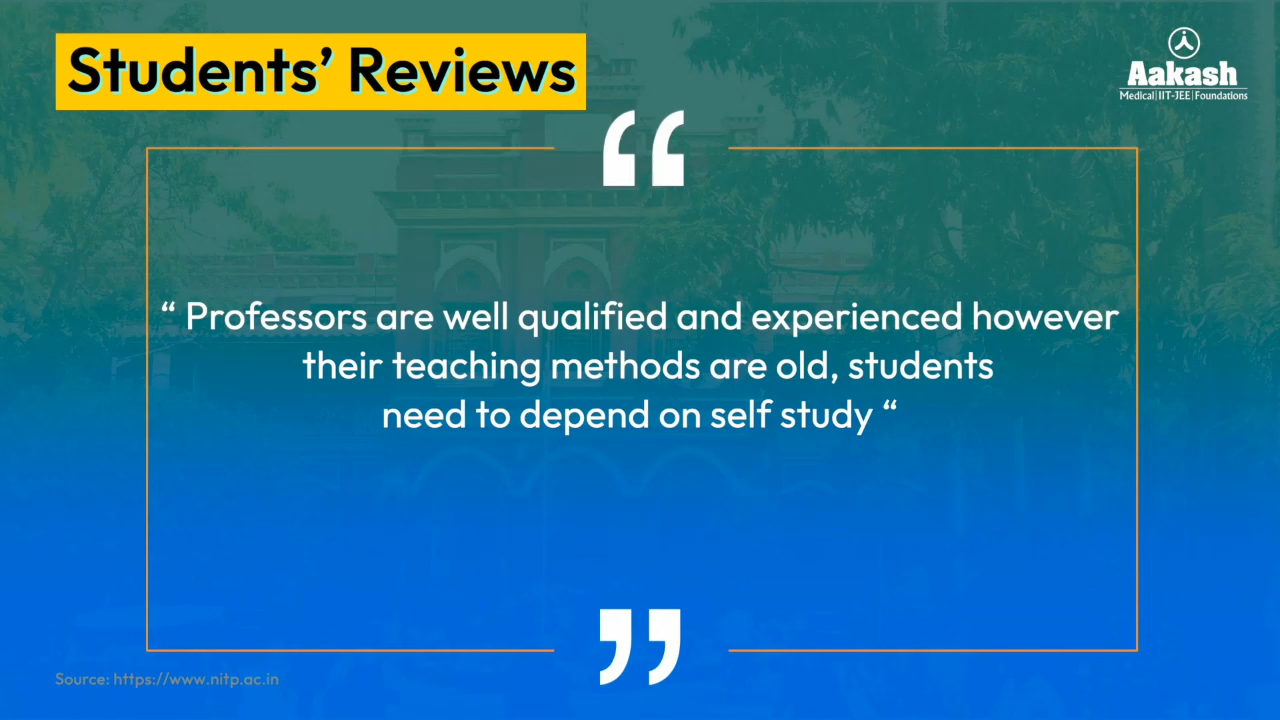 Students’ Reviews
Aakash
Medical|IIT-JEE|Foundations
“
“ Professors are well qualified and experienced however
their teaching methods are old, students
need to depend on self study “
”
Source: https://www.nitp.ac.in